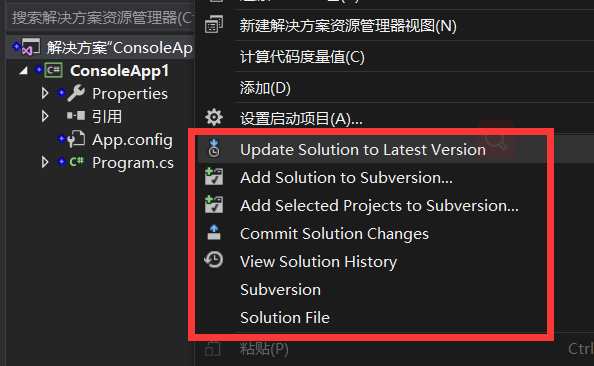 搜索解决方案资源管理器(C
解决方案"ConsoleAp
ConsoleApp1
Properties
引用
App.config
Program.cs
新建解决方案资源管理器视图(N)
计算代码度量值(C)
添加(D)
设置启动项目(A)...
Update Solution to Latest Version
Add Solution to Subversion...
Add Selected Projects to Subversion...
Commit Solution Changes
View Solution History
Subversion
Solution File
粘贴(P)
Ctrl